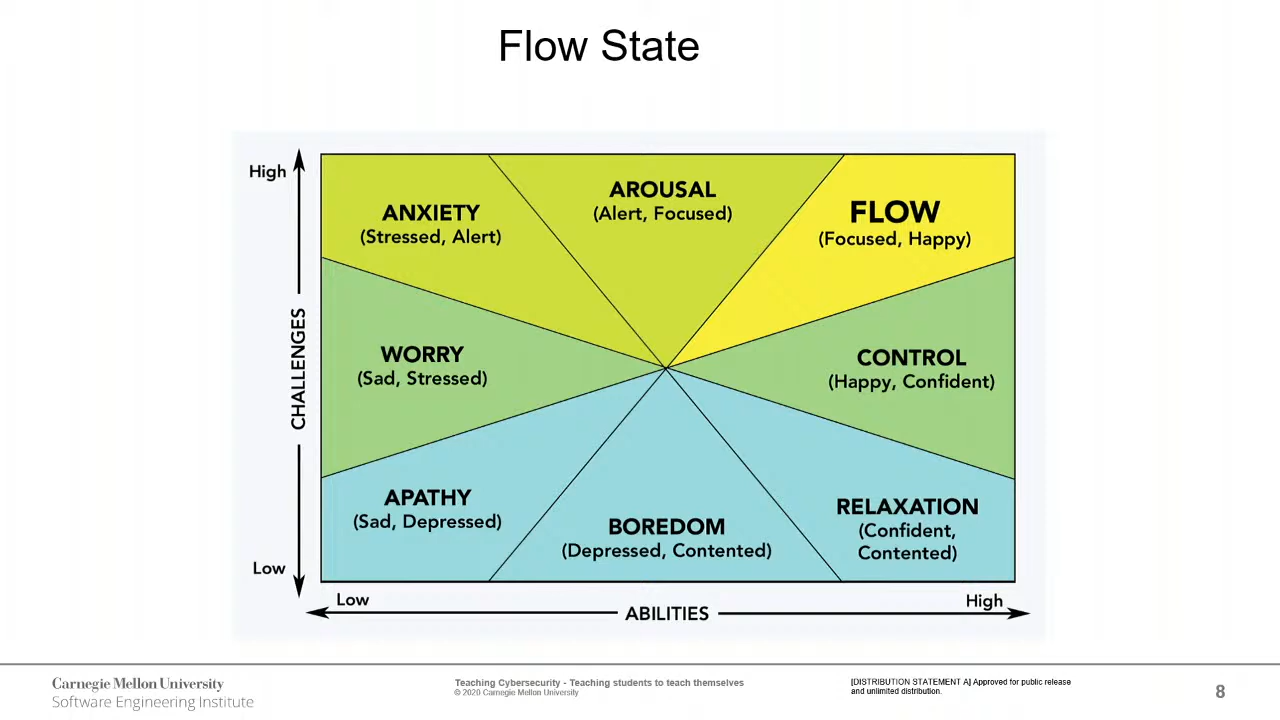 Flow State
High
ANXIETY
(Stressed, Alert)
AROUSAL
(Alert, Focused)
FLOW
(Focused, Happy)
CHALLENGES
WORRY
(Sad, Stressed)
CONTROL
(Happy, Confident)
APATHY
(Sad, Depressed)
BOREDOM
(Depressed, Contented)
RELAXATION
(Confident,
Contented)
Low
Low
ABILITIES
High
Carnegie Mellon University
Software Engineering Institute
Teaching Cybersecurity - Teaching students to teach themselves
© 2020 Carnegie Mellon University
[DISTRIBUTION STATEMENT A] Approved for public release
and unlimited distribution.
8